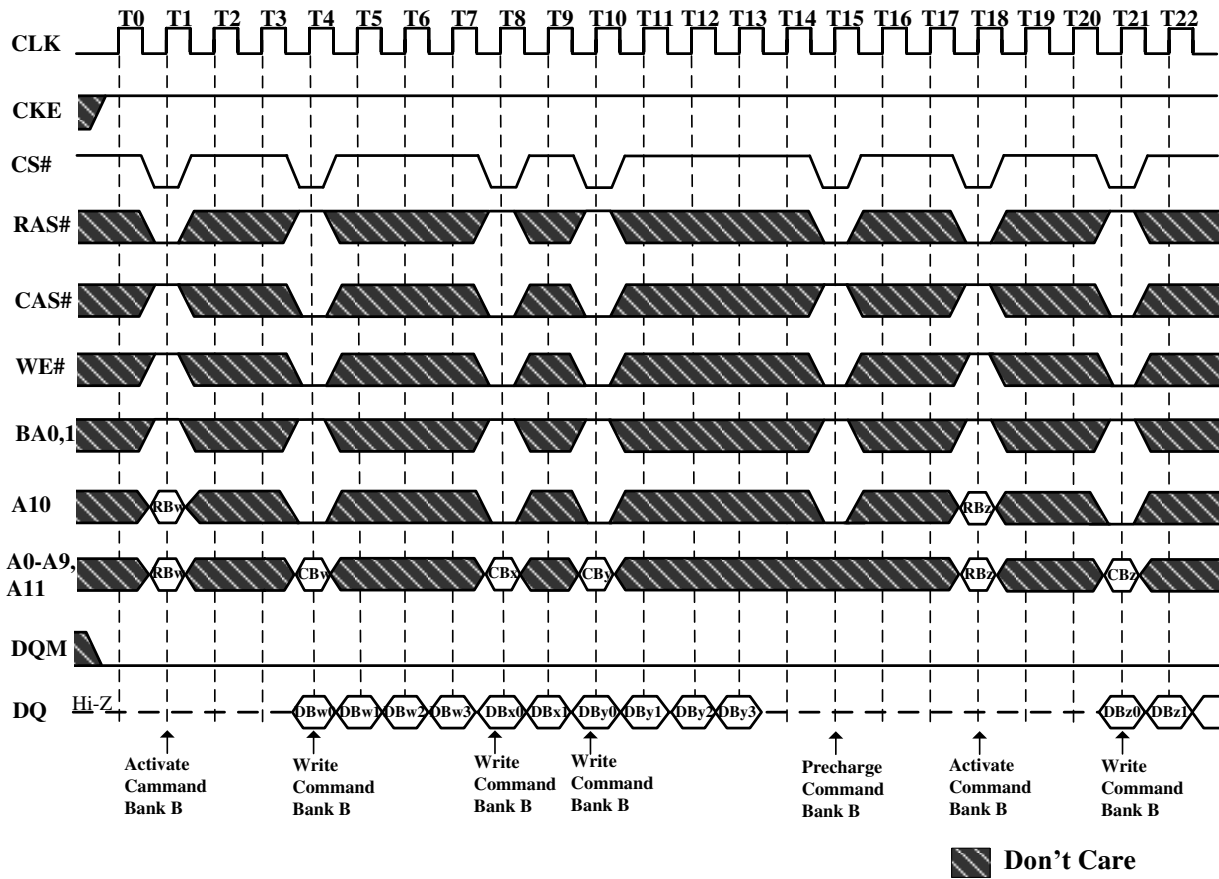 T0 T1 T2 T3 T4 T5 T6 T7 T8 T9 T10 T11 T12 T13 T14 T15 T16 T17 T18 T19 T20 T21 T22
CLK
CKE
CS#
RAS#
CAS#
WE#
BA0,1
A10 RBw RBz
A0-A9,
A11
RBw CBw CBx CBy RBz CBz
DQM
DQ Hi-Z DBw0 DBw1 DBw2 DBw3 DBx0 DBx1 DBy0 DBy1 DBy2 DBy3 DBz0 DBz1
Activate
Cammand
Bank B
Write
Command
Bank B
Write
Command
Bank B
Write
Command
Bank B
Precharge
Command
Bank B
Activate
Command
Bank B
Write
Command
Bank B
Don't Care